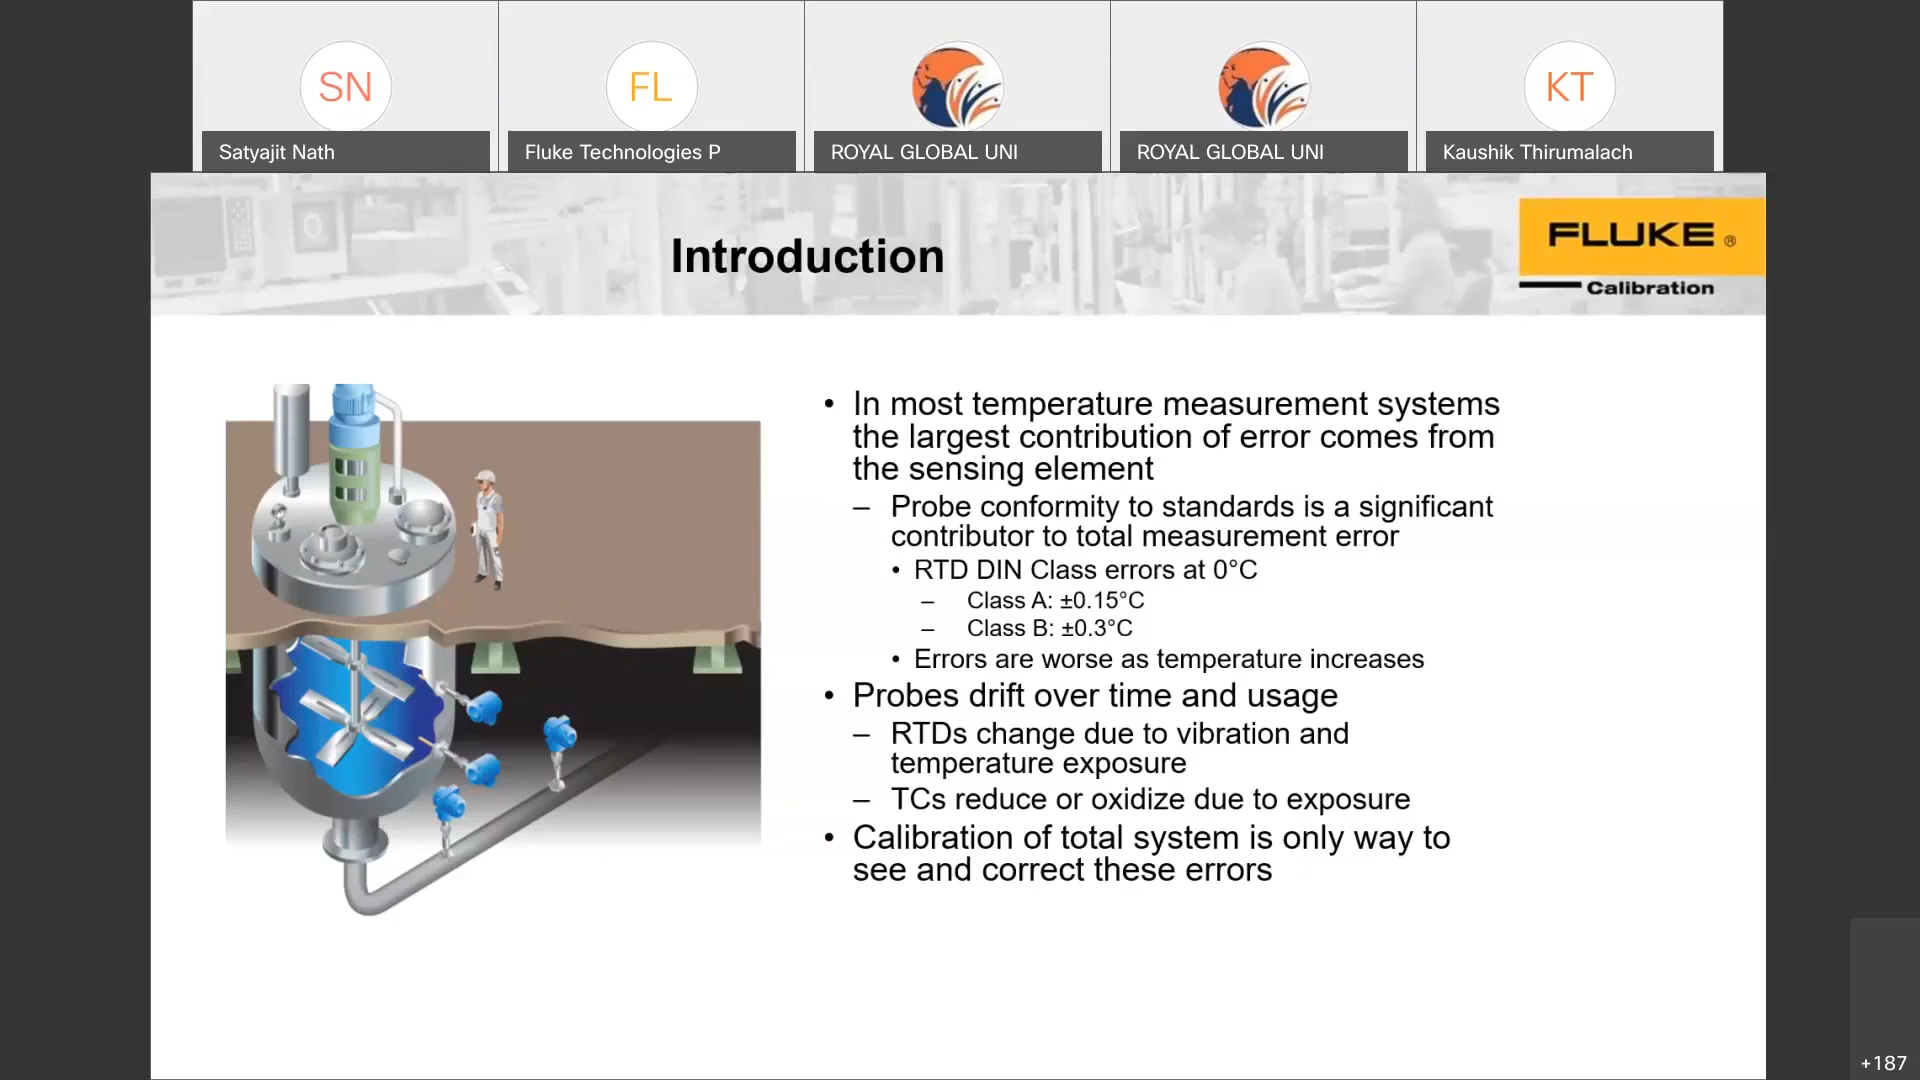 SN
FL
KT
Satyajit Nath
Fluke Technologies P
ROYAL GLOBAL UNI
ROYAL GLOBAL UNI
Kaushik Thirumalach
Introduction
FLUKE ®
Calibration
• In most temperature measurement systems
the largest contribution of error comes from
the sensing element
– Probe conformity to standards is a significant
contributor to total measurement error
• RTD DIN Class errors at 0°C
– Class A: ±0.15°C
– Class B: ±0.3°C
• Errors are worse as temperature increases
• Probes drift over time and usage
– RTDs change due to vibration and
temperature exposure
– TCs reduce or oxidize due to exposure
• Calibration of total system is only way to
see and correct these errors
+187